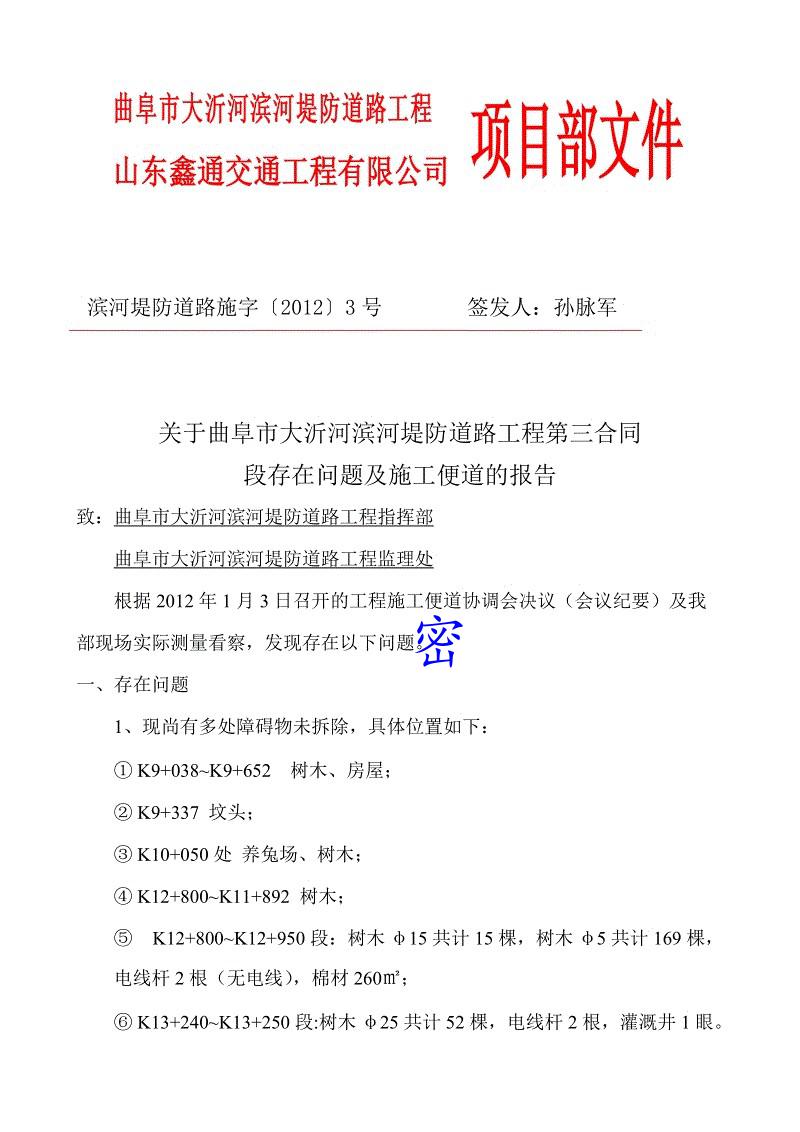 曲阜市大沂河滨河堤防道路工程
山东鑫通交通工程有限公司
项目部文件
滨河堤防道路施字〔2012〕3号 签发人：孙脉军
关于曲阜市大沂河滨河堤防道路工程第三合同
段存在问题及施工便道的报告
致：曲阜市大沂河滨河堤防道路工程指挥部
曲阜市大沂河滨河堤防道路工程监理处
根据 2012 年 1 月 3 日召开的工程施工便道协调会决议（会议纪要）及我
部现场实际测量看察，发现存在以下问题。
密
一、存在问题
1、现尚有多处障碍物未拆除，具体位置如下：
① K9+038~K9+652 树木、房屋；
② K9+337 坟头；
③ K10+050 处 养兔场、树木；
④ K12+800~K11+892 树木；
⑤ K12+800~K12+950 段：树木 φ15 共计 15 棵，树木 φ5 共计 169 棵，
电线杆 2 根（无电线），棉材 260㎡；
⑥ K13+240~K13+250 段:树木 φ25 共计 52 棵，电线杆 2 根，灌溉井 1 眼。